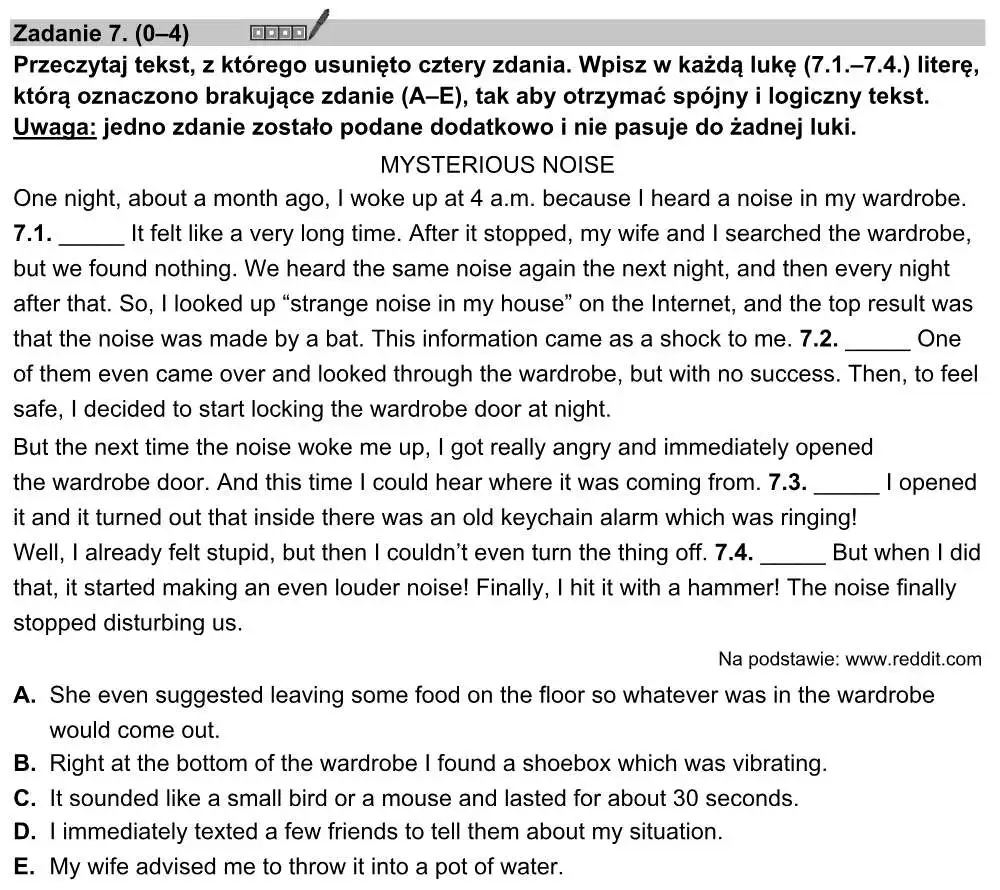 Zadanie 7. (0–4)
Przeczytaj tekst, z którego usunięto cztery zdania. Wpisz w każdą lukę (7.1.–7.4.) literę,
którą oznaczono brakujące zdanie (A–E), tak aby otrzymać spójny i logiczny tekst.
Uwaga: jedno zdanie zostało podane dodatkowo i nie pasuje do żadnej luki.
MYSTERIOUS NOISE
One night, about a month ago, I woke up at 4 a.m. because I heard a noise in my wardrobe.
7.1. _____ It felt like a very long time. After it stopped, my wife and I searched the wardrobe,
but we found nothing. We heard the same noise again the next night, and then every night
after that. So, I looked up “strange noise in my house” on the Internet, and the top result was
that the noise was made by a bat. This information came as a shock to me. 7.2. _____ One
of them even came over and looked through the wardrobe, but with no success. Then, to feel
safe, I decided to start locking the wardrobe door at night.
But the next time the noise woke me up, I got really angry and immediately opened
the wardrobe door. And this time I could hear where it was coming from. 7.3. _____ I opened
it and it turned out that inside there was an old keychain alarm which was ringing!
Well, I already felt stupid, but then I couldn’t even turn the thing off. 7.4. _____ But when I did
that, it started making an even louder noise! Finally, I hit it with a hammer! The noise finally
stopped disturbing us.
Na podstawie: www.reddit.com
A. She even suggested leaving some food on the floor so whatever was in the wardrobe
would come out.
B. Right at the bottom of the wardrobe I found a shoebox which was vibrating.
C. It sounded like a small bird or a mouse and lasted for about 30 seconds.
D. I immediately texted a few friends to tell them about my situation.
E. My wife advised me to throw it into a pot of water.